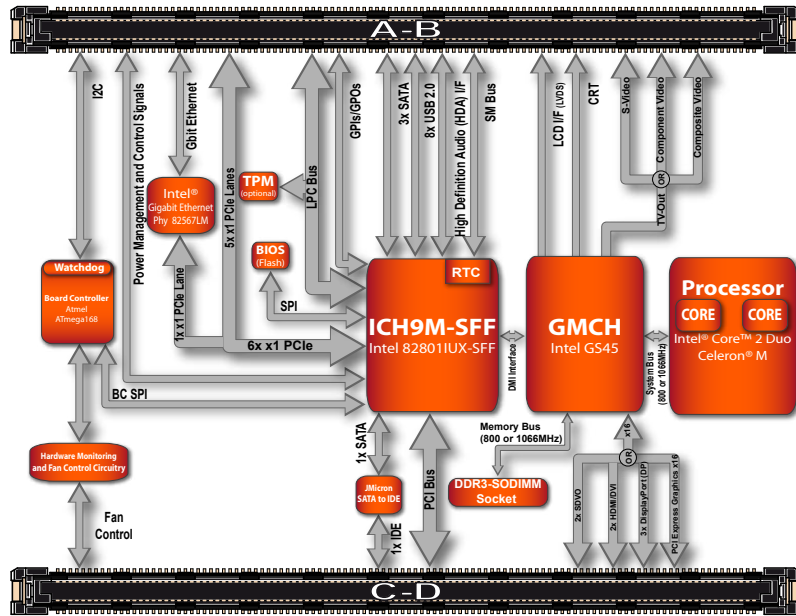 A-B
I2C
Power Management and Control Signals
Gbit Ethernet
5x x1 PCIe Lanes
LPC Bus
GPIs/GPOs
3x SATA
8x USB 2.0
High Definition Audio (HDA) I/F
SM Bus
LCD I/F (LVDS)
CRT
S-Video
Component Video
Composite Video
OR
TV-Out
Intel®
Gigabit Ethernet
Phy 82567LM
TPM
(optional)
BIOS
(Flash)
SPI
Watchdog
Board Controller
Atmel
ATmega168
1x x1 PCIe Lane
6x x1 PCIe
BC SPI
RTC
ICH9M-SFF
Intel 82801IUX-SFF
DMI Interface
GMCH
Intel GS45
System Bus
(800 or 1066MHz)
Processor
CORE
CORE
Intel® Core™ 2 Duo
Celeron® M
Hardware Monitoring
and Fan Control Circuitry
Fan
Control
1x SATA
JMicron
SATA to IDE
1x IDE
PCI Bus
Memory Bus
(800 or 1066MHz)
DDR3-SODIMM
Socket
x16
OR
2x SDVO
2x HDMI/DVI
3x DisplayPort (DP)
PCI Express Graphics x16
C-D